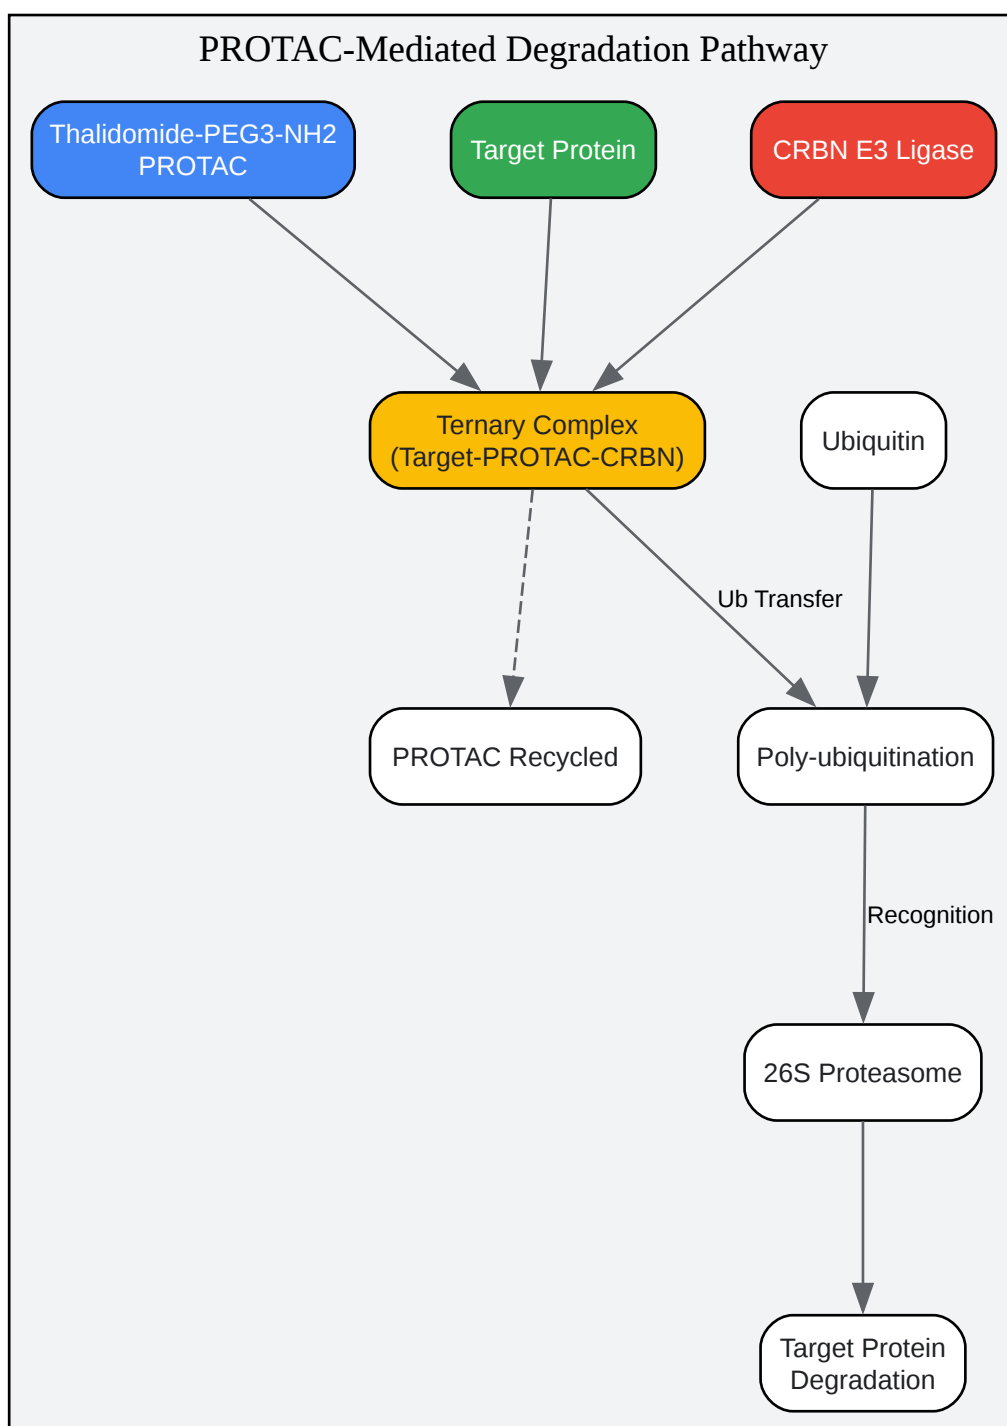 PROTAC-Mediated Degradation Pathway
Thalidomide-PEG3-NH2
PROTAC
Target Protein
CRBN E3 Ligase
Ternary Complex
(Target-PROTAC-CRBN)
Ubiquitin
Ub Transfer
PROTAC Recycled
Poly-ubiquitination
Recognition
26S Proteasome
Target Protein
Degradation